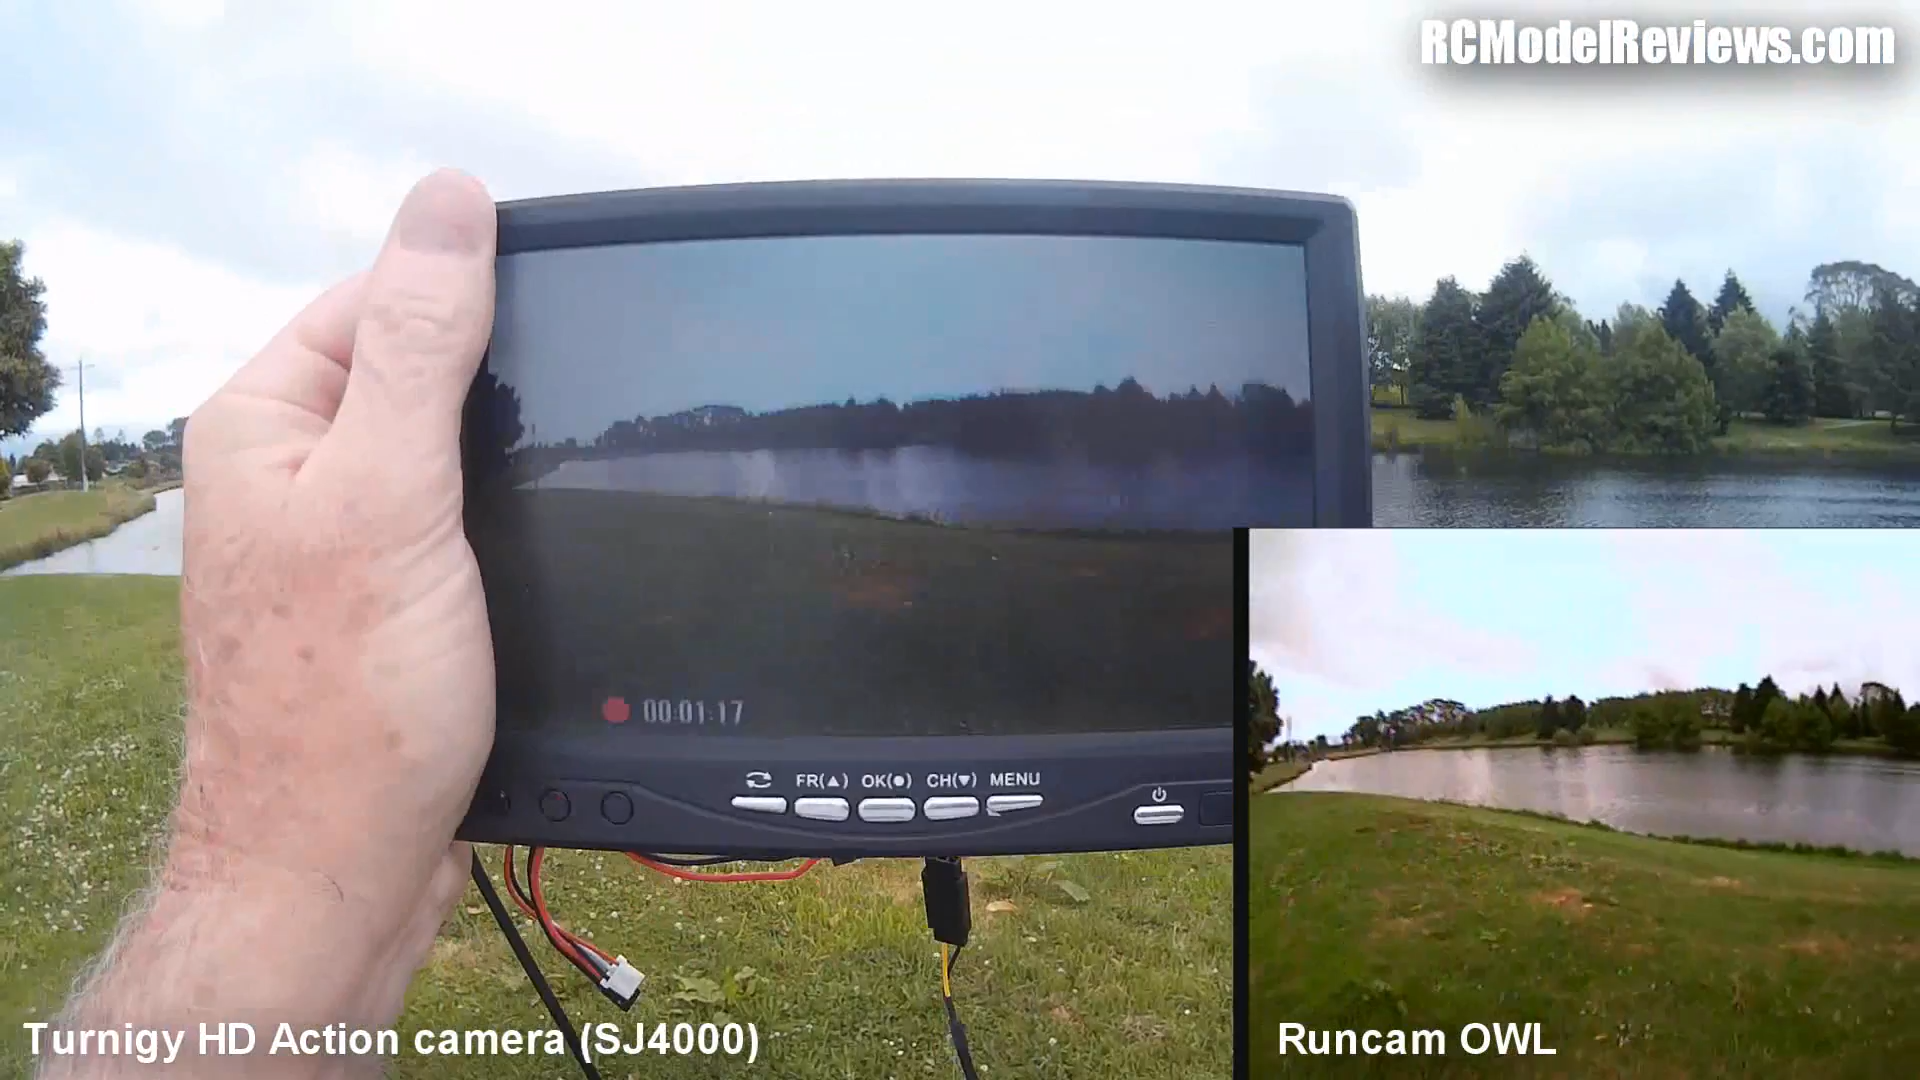 RCModelReviews.com
00:01:17
FR(▲) OK(●) CH(▼) MENU
Turnigy HD Action camera (SJ4000)
Runcam OWL